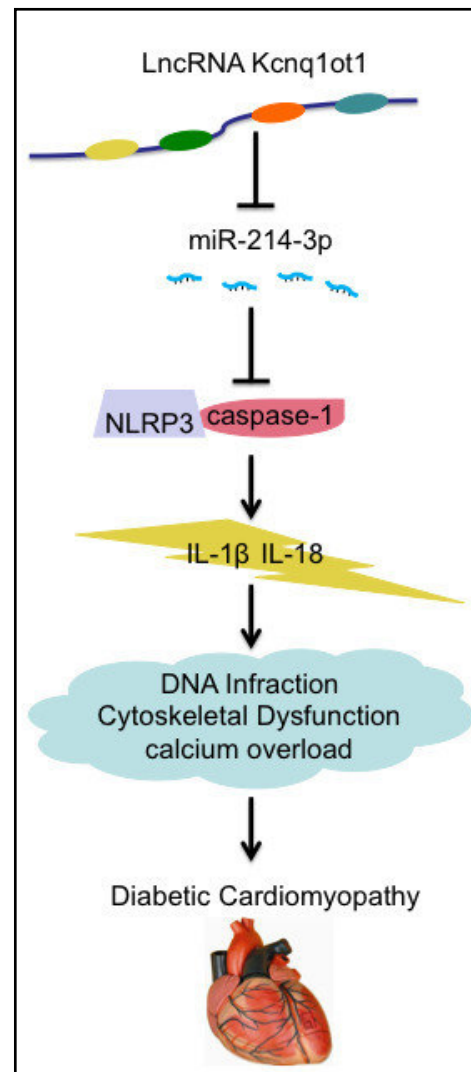 LncRNA Kcnq1ot1
miR-214-3p
NLRP3 caspase-1
IL-1β IL-18
DNA Infraction
Cytoskeletal Dysfunction
calcium overload
Diabetic Cardiomyopathy